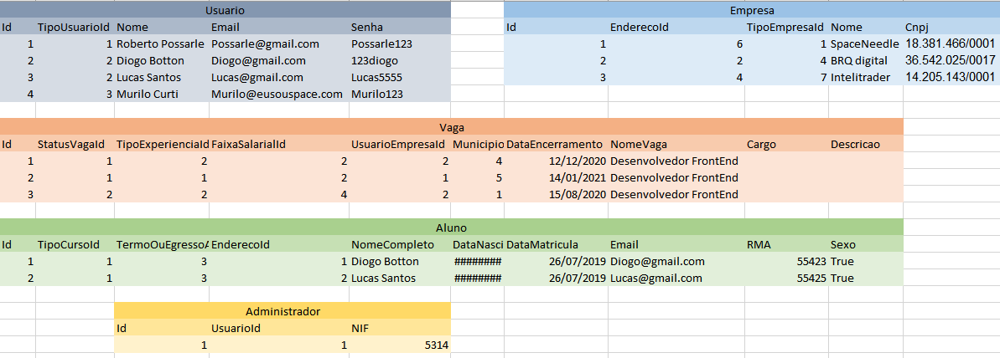 Usuario Empresa
Id TipoUsuarioId Nome Email Senha Id EnderecoId TipoEmpresaId Nome Cnpj
1 1 Roberto Possarle Possarle@gmail.com Possarle123 1 6 1 SpaceNeedle 18.381.466/0001
2 2 Diogo Botton Diogo@gmail.com 123diogo 2 2 4 BRQ digital 36.542.025/0017
3 2 Lucas Santos Lucas@gmail.com Lucas5555 3 4 7 Intelitrader 14.205.143/0001
4 3 Murilo Curti Murilo@eusouspace.com Murilo123
Vaga
Id StatusVagaId TipoExperienciaId FaixaSalarialId UsuarioEmpresaId Municipio DataEncerramento NomeVaga Cargo Descricao
1 1 2 2 2 4 12/12/2020 Desenvolvedor FrontEnd
2 1 1 2 1 5 14/01/2021 Desenvolvedor FrontEnd
3 2 2 4 2 1 15/08/2020 Desenvolvedor FrontEnd
Aluno
Id TipoCursoId TermoOuEgressoA EnderecoId NomeCompleto DataNasci DataMatricula Email RMA Sexo
1 1 3 1 Diogo Botton ######## 26/07/2019 Diogo@gmail.com 55423 True
2 1 3 2 Lucas Santos ######## 26/07/2019 Lucas@gmail.com 55425 True
Administrador
Id UsuarioId NIF
1 1 5314